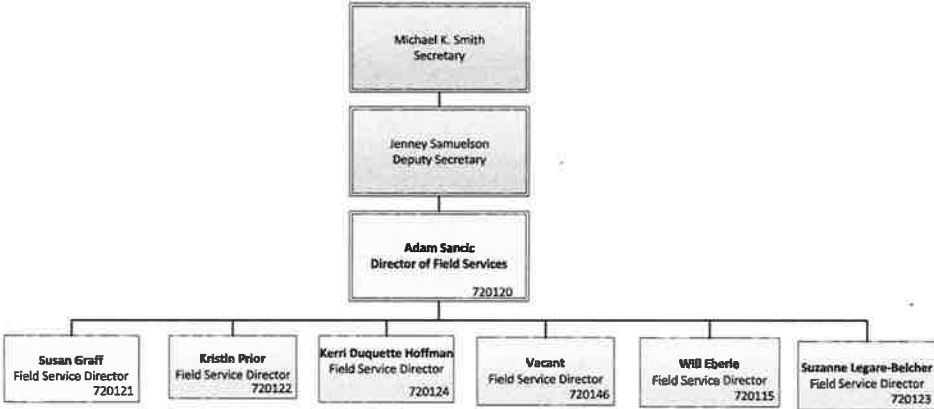 Michael K. Smith
Secretary
Jenney Samuelson
Deputy Secretary
Adam Sancic
Director of Field Services
720120
Susan Graff
Field Service Director
720121
Kristin Prior
Field Service Director
720122
Kerri Duquette Hoffman
Field Service Director
720124
Vacant
Field Service Director
720146
Will Eberle
Field Service Director
720115
Suzanne Legare-Belcher
Field Service Director
720123